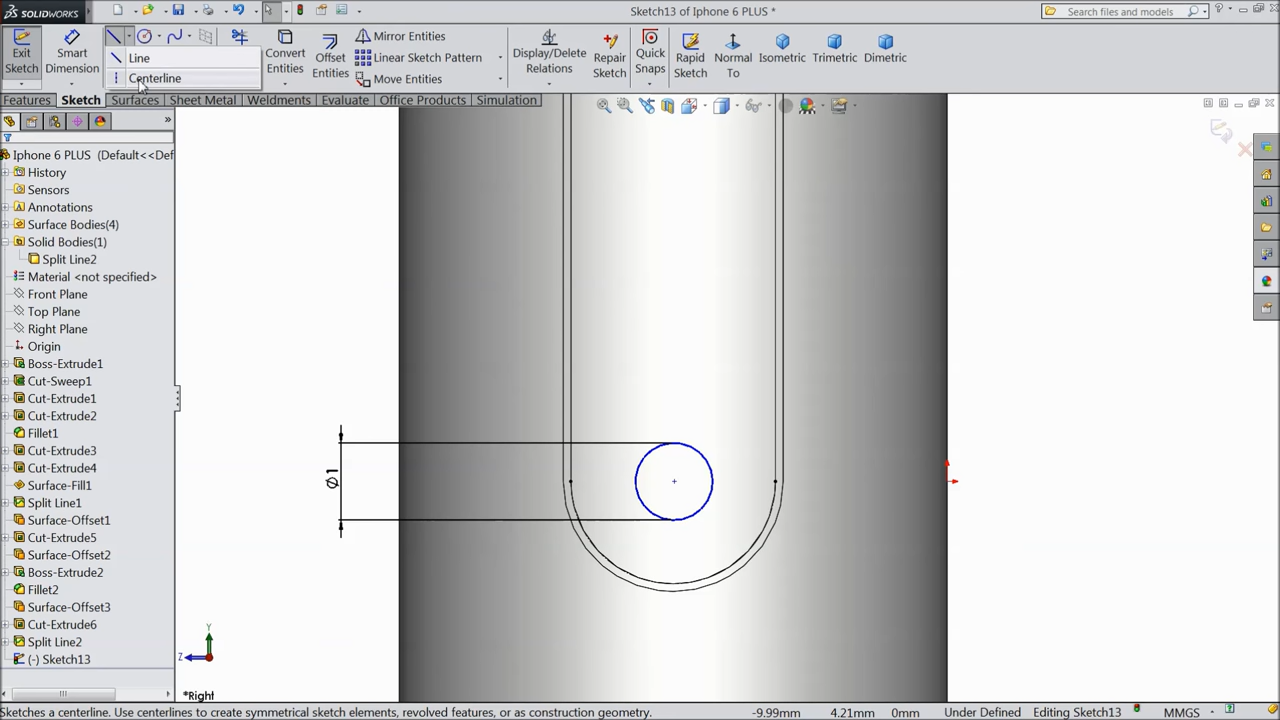 SOLIDWORKS
Sketch13 of Iphone 6 PLUS *
Search files and models
Exit Sketch
Smart Dimension
Line
Centerline
Convert Entities
Offset Entities
Mirror Entities
Linear Sketch Pattern
Move Entities
Display/Delete Relations
Repair Sketch
Quick Snaps
Rapid Sketch
Normal To
Isometric
Trimetric
Dimetric
Features
Sketch
Surfaces
Sheet Metal
Weldments
Evaluate
Office Products
Simulation
Iphone 6 PLUS (Default<<Def
History
Sensors
Annotations
Surface Bodies(4)
Solid Bodies(1)
Split Line2
Material <not specified>
Front Plane
Top Plane
Right Plane
Origin
Boss-Extrude1
Cut-Sweep1
Cut-Extrude1
Cut-Extrude2
Fillet1
Cut-Extrude3
Cut-Extrude4
Surface-Fill1
Split Line1
Surface-Offset1
Cut-Extrude5
Surface-Offset2
Boss-Extrude2
Fillet2
Surface-Offset3
Cut-Extrude6
Split Line2
(-) Sketch13
Ø1
Y
Z
*Right
Sketches a centerline. Use centerlines to create symmetrical sketch elements, revolved features, or as construction geometry.
-9.99mm
4.21mm
0mm
Under Defined
Editing Sketch13
MMGS